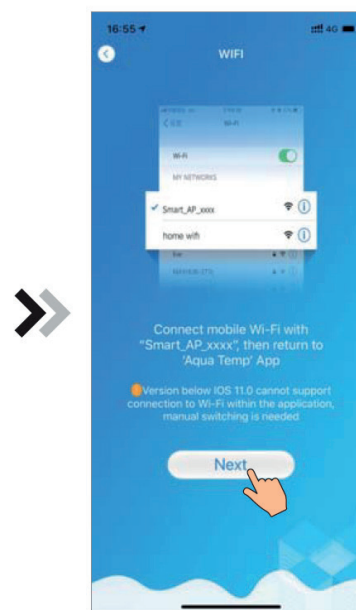 16:55
4G
WIFI
Wi-Fi
Wi-Fi
MY NETWORKS
Smart_AP_xxxx
home wifi
Connect mobile Wi-Fi with
"Smart_AP_xxxx", then return to
'Aqua Temp' App
Version below IOS 11.0 cannot support
connection to Wi-Fi within the application,
manual switching is needed
Next